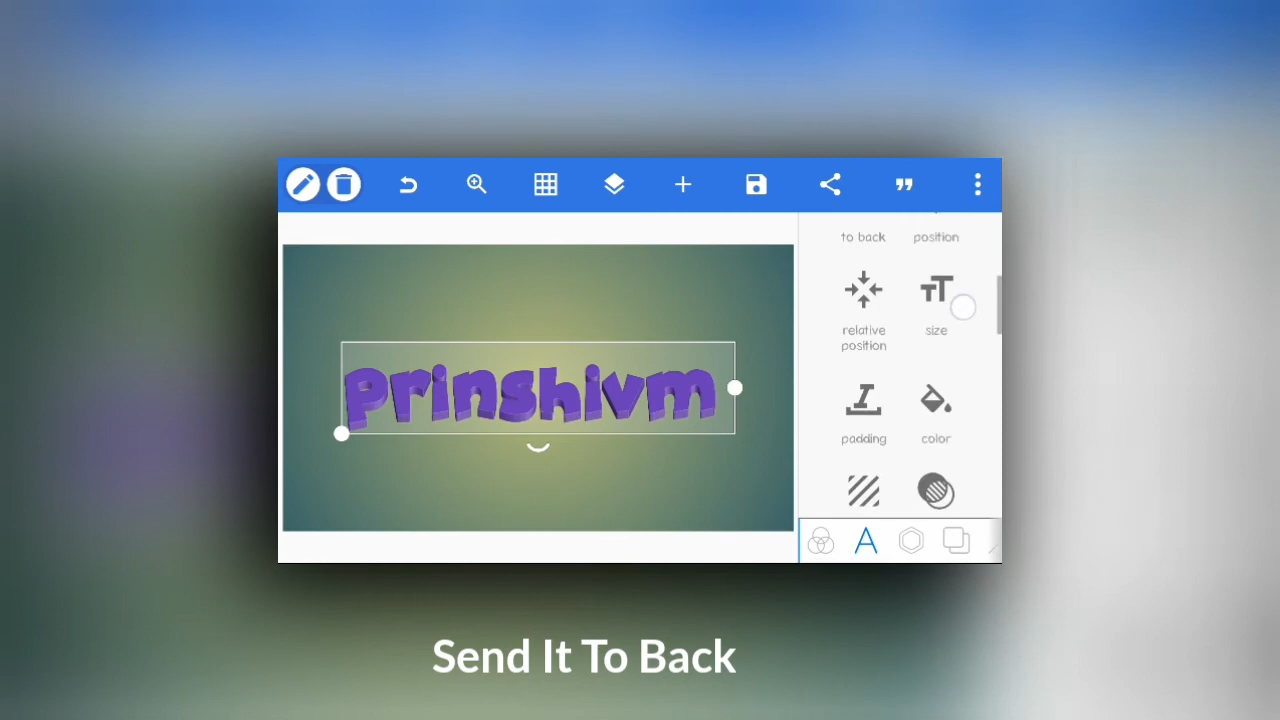 to back
position
Prinshivm
relative
position
size
padding
color
Send It To Back